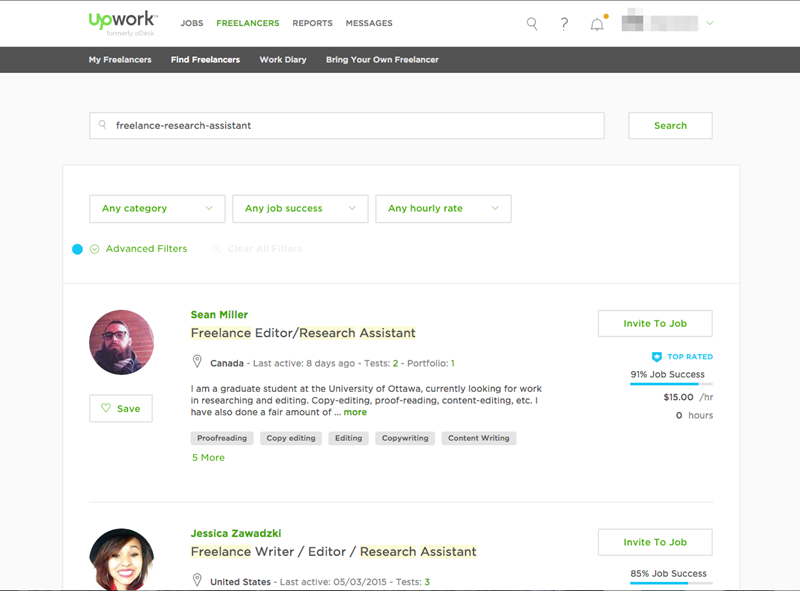 Upwork™
formerly oDesk
JOBS FREELANCERS REPORTS MESSAGES
?
My Freelancers Find Freelancers Work Diary Bring Your Own Freelancer
freelance-research-assistant
Search
Any category Any job success Any hourly rate
Advanced Filters Clear All Filters
Sean Miller
Freelance Editor/Research Assistant
Invite To Job
Canada - Last active: 8 days ago - Tests: 2 - Portfolio: 1
TOP RATED
91% Job Success
$15.00 /hr
0 hours
I am a graduate student at the University of Ottawa, currently looking for work
in researching and editing. Copy-editing, proof-reading, content-editing, etc. I
have also done a fair amount of ... more
Save
Proofreading Copy editing Editing Copywriting Content Writing
5 More
Jessica Zawadzki
Freelance Writer / Editor / Research Assistant
Invite To Job
United States - Last active: 05/03/2015 - Tests: 3
85% Job Success